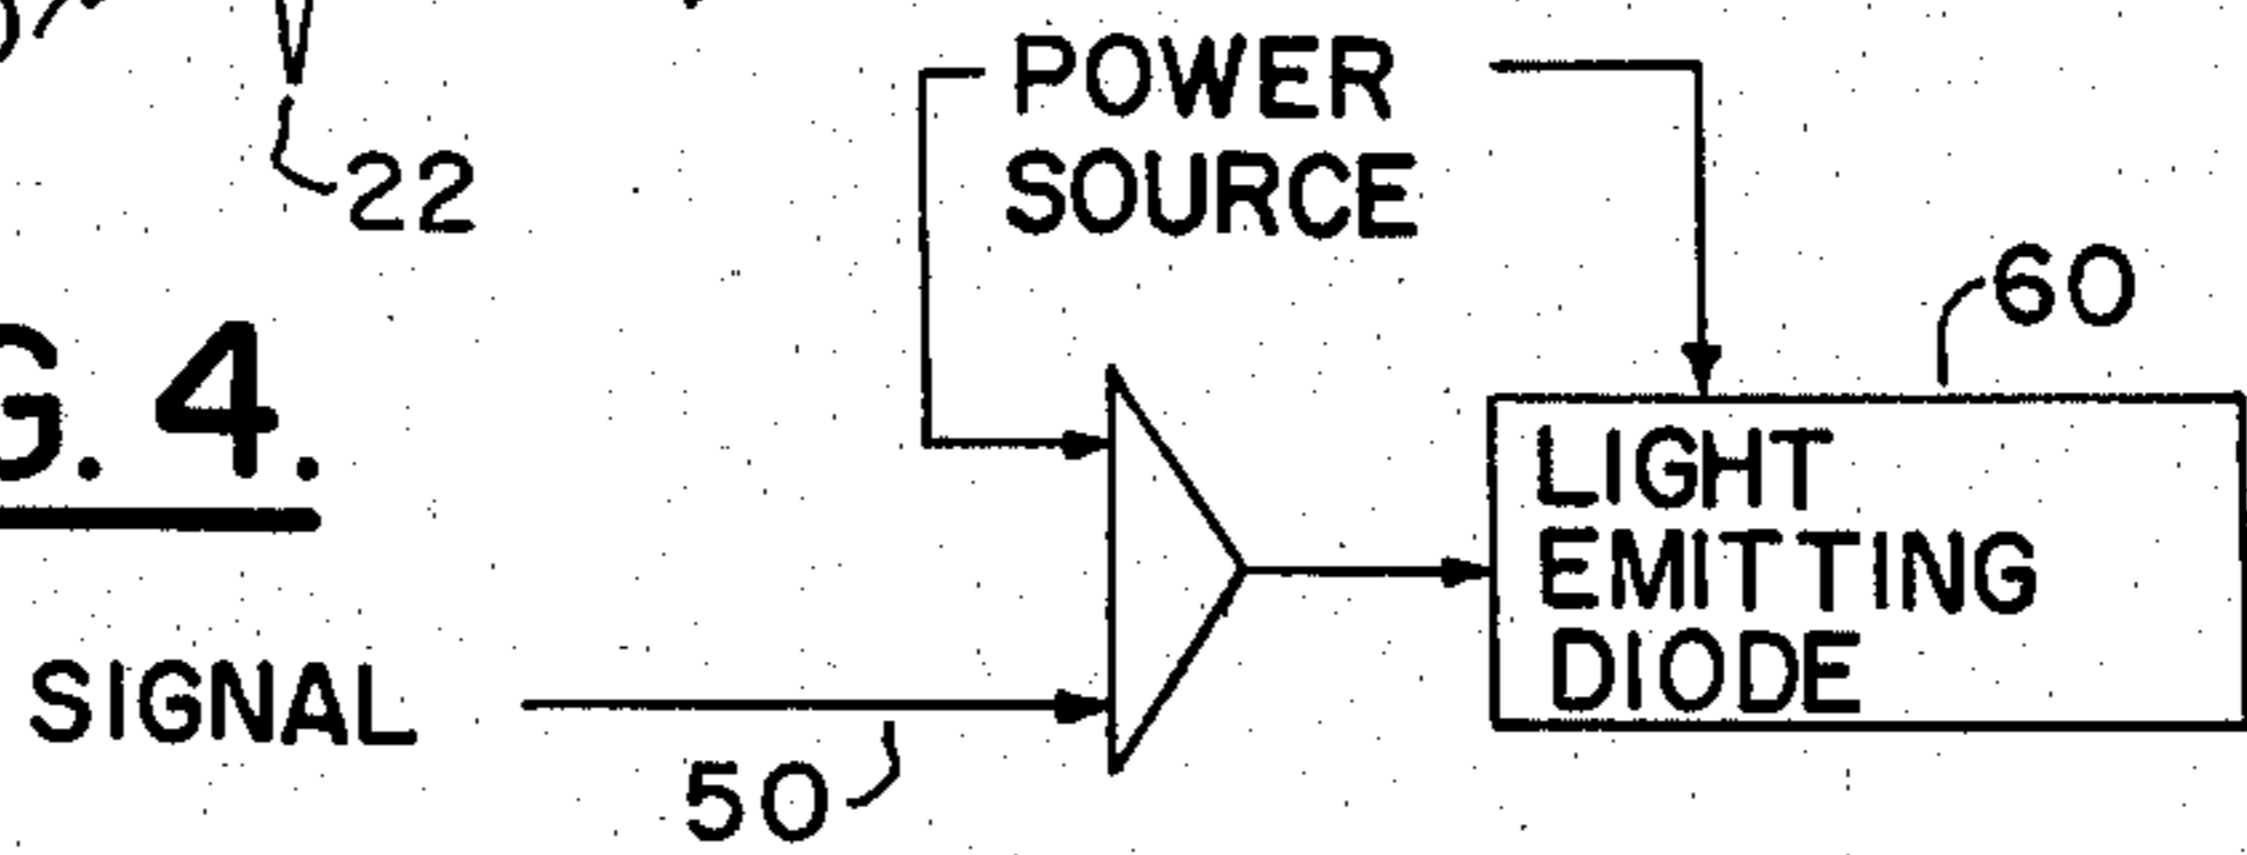 POWER
SOURCE
22
60
G. 4.
LIGHT
EMITTING
DIODE
SIGNAL
50